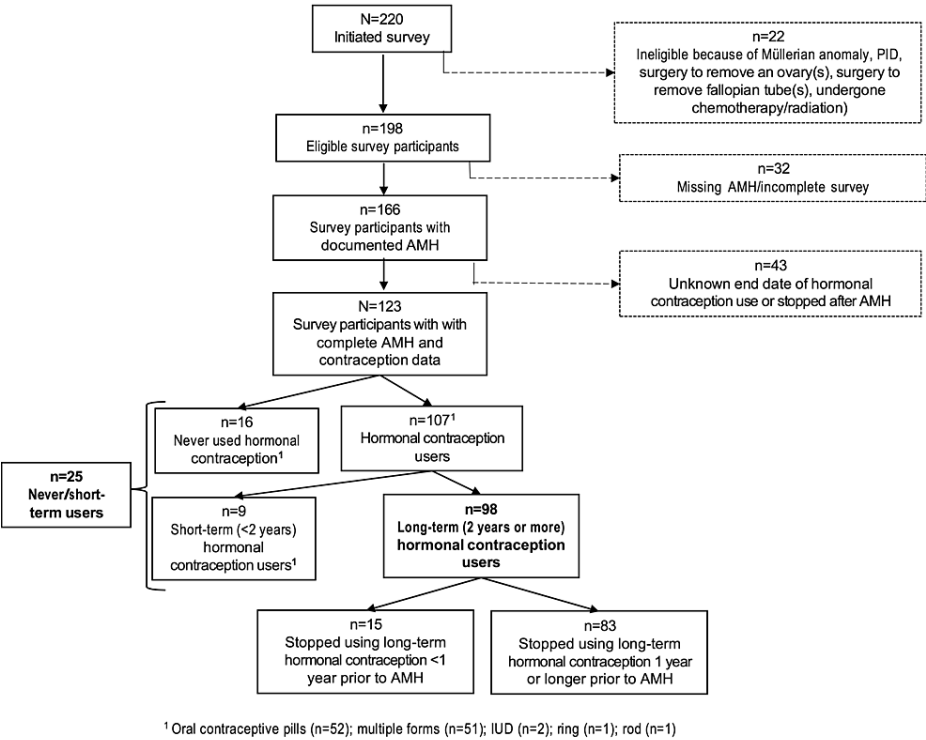 N=220
Initiated survey
n=22
Ineligible because of Müllerian anomaly, PID,
surgery to remove an ovary(s), surgery to
remove fallopian tube(s), undergone
chemotherapy/radiation)
n=198
Eligible survey participants
n=32
Missing AMH/incomplete survey
n=166
Survey participants with
documented AMH
n=43
Unknown end date of hormonal
contraception use or stopped after AMH
N=123
Survey participants with with
complete AMH and
contraception data
n=16
Never used hormonal
contraception¹
n=107¹
Hormonal contraception
users
n=25
Never/short-
term users
n=9
Short-term (<2 years)
hormonal
contraception users¹
n=98
Long-term (2 years or more)
hormonal contraception
users
n=15
Stopped using long-term
hormonal contraception <1
year prior to AMH
n=83
Stopped using long-term
hormonal contraception 1 year
or longer prior to AMH
¹ Oral contraceptive pills (n=52); multiple forms (n=51); IUD (n=2); ring (n=1); rod (n=1)